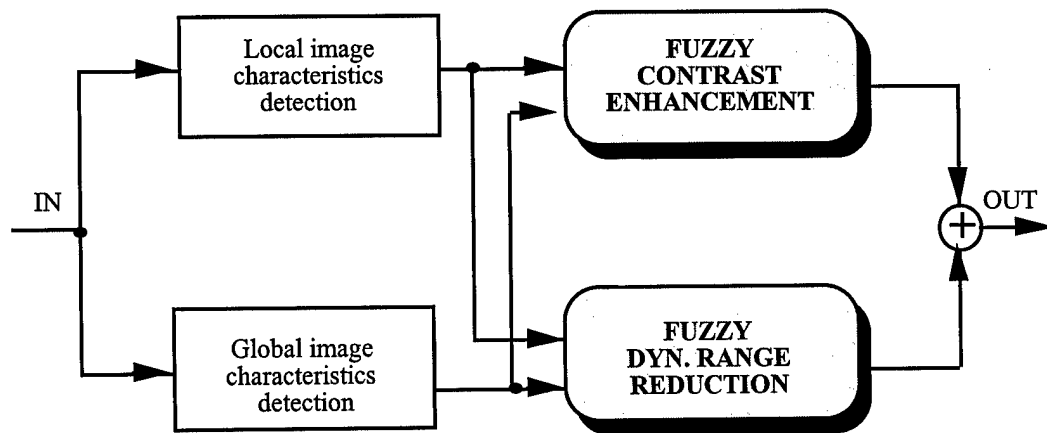 Local image
characteristics
detection
FUZZY
CONTRAST
ENHANCEMENT
IN
+
OUT
Global image
characteristics
detection
FUZZY
DYN. RANGE
REDUCTION